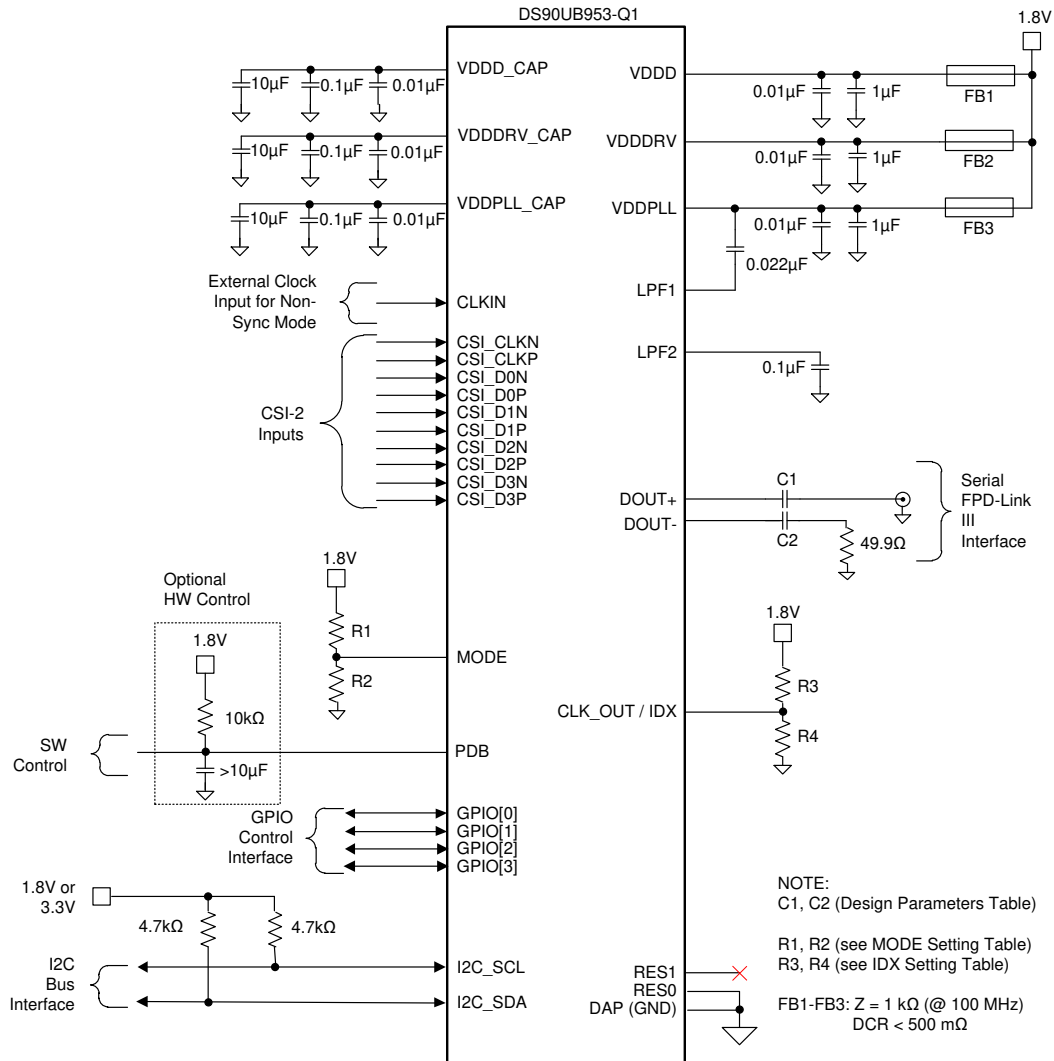 DS90UB953-Q1
1.8V
VDDD_CAP
10µF
0.1µF
0.01µF
VDDDRV_CAP
10µF
0.1µF
0.01µF
VDDPLL_CAP
10µF
0.1µF
0.01µF
VDDD
0.01µF
1µF
FB1
VDDDRV
0.01µF
1µF
FB2
VDDPLL
0.01µF
1µF
FB3
0.022µF
LPF1
LPF2
0.1µF
External Clock
Input for Non-
Sync Mode
CLKIN
CSI-2
Inputs
CSI_CLKN
CSI_CLKP
CSI_D0N
CSI_D0P
CSI_D1N
CSI_D1P
CSI_D2N
CSI_D2P
CSI_D3N
CSI_D3P
DOUT+
DOUT-
C1
C2
49.9Ω
Serial
FPD-Link
III
Interface
1.8V
R1
R2
MODE
Optional
HW Control
1.8V
10kΩ
>10µF
SW
Control
PDB
1.8V
R3
R4
CLK_OUT / IDX
GPIO
Control
Interface
GPIO[0]
GPIO[1]
GPIO[2]
GPIO[3]
1.8V or
3.3V
4.7kΩ
4.7kΩ
I2C
Bus
Interface
I2C_SCL
I2C_SDA
RES1
RES0
DAP (GND)
NOTE:
C1, C2 (Design Parameters Table)
R1, R2 (see MODE Setting Table)
R3, R4 (see IDX Setting Table)
FB1-FB3: Z = 1 kΩ (@ 100 MHz)
DCR < 500 mΩ